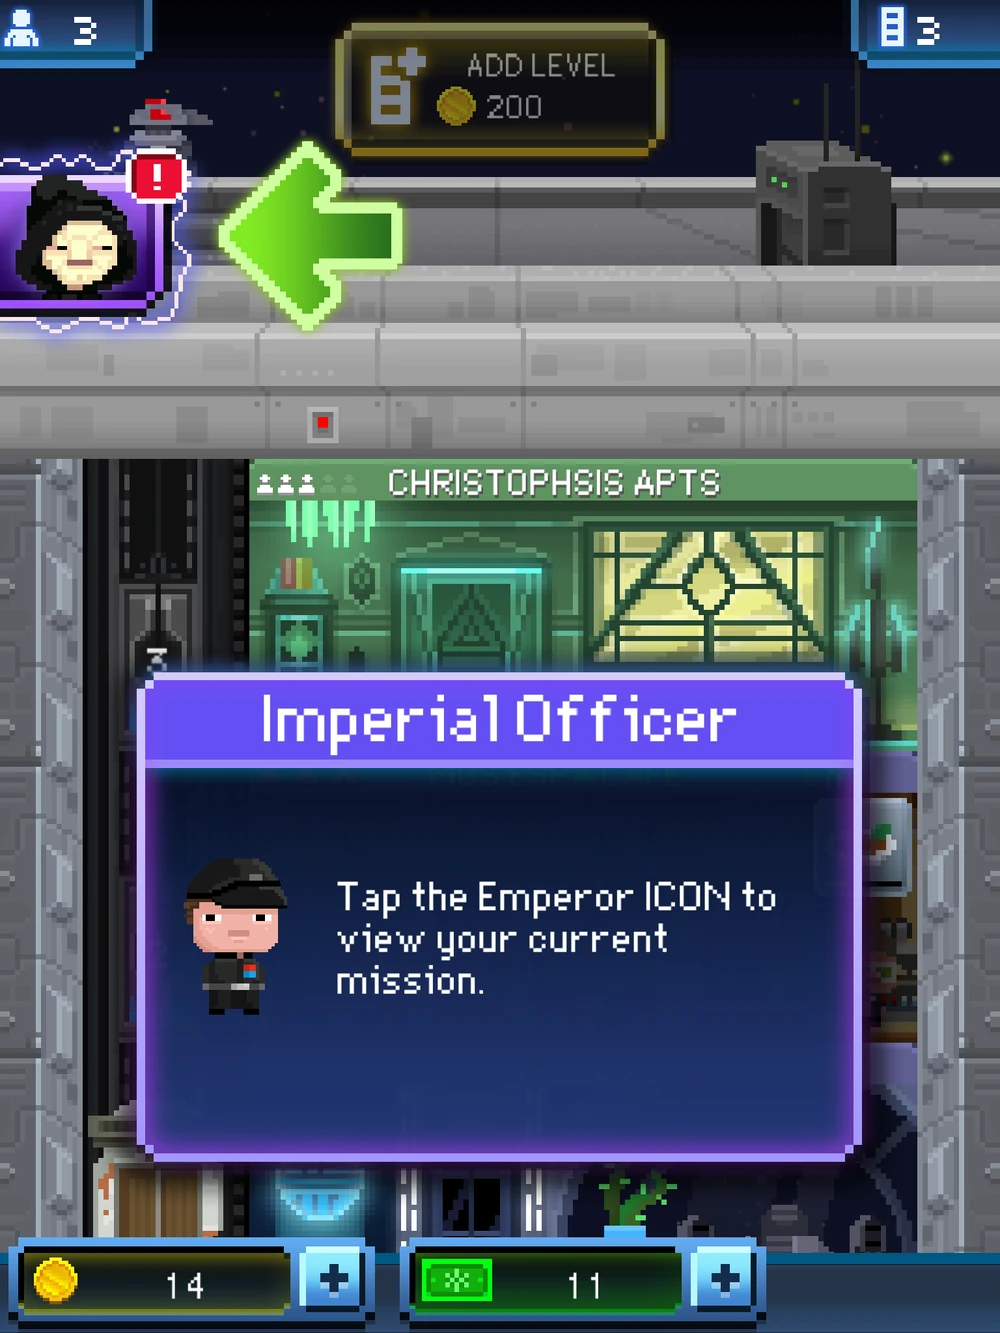 3
ADD LEVEL
200
3
!
CHRISTOPHSIS APTS
3
Imperial Officer
Tap the Emperor ICON to
view your current
mission.
14
11